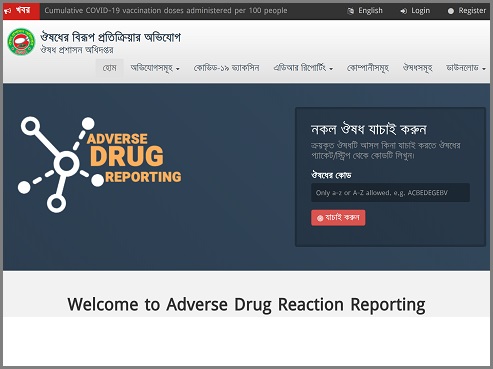 খবর Cumulative COVID-19 vaccination doses administered per 100 people English Login Register
ঔষধের বিরূপ প্রতিক্রিয়ার অভিযোগ
ঔষধ প্রশাসন অধিদপ্তর
হোম অভিযোগসমূহ কোভিড-১৯ ভ্যাকসিন এডিআর রিপোর্টিং কোম্পানীসমূহ ঔষধসমূহ ডাউনলোড
ADVERSE
DRUG
REPORTING
নকল ঔষধ যাচাই করুন
ক্রয়কৃত ঔষধটি আসল কিনা যাচাই করতে ঔষধের
প্যাকেট/স্ট্রিপ থেকে কোডটি লিখুন।
ঔষধের কোড
Only a-z or A-Z allowed, e.g. ACBEDEGEBV
যাচাই করুন
Welcome to Adverse Drug Reaction Reporting